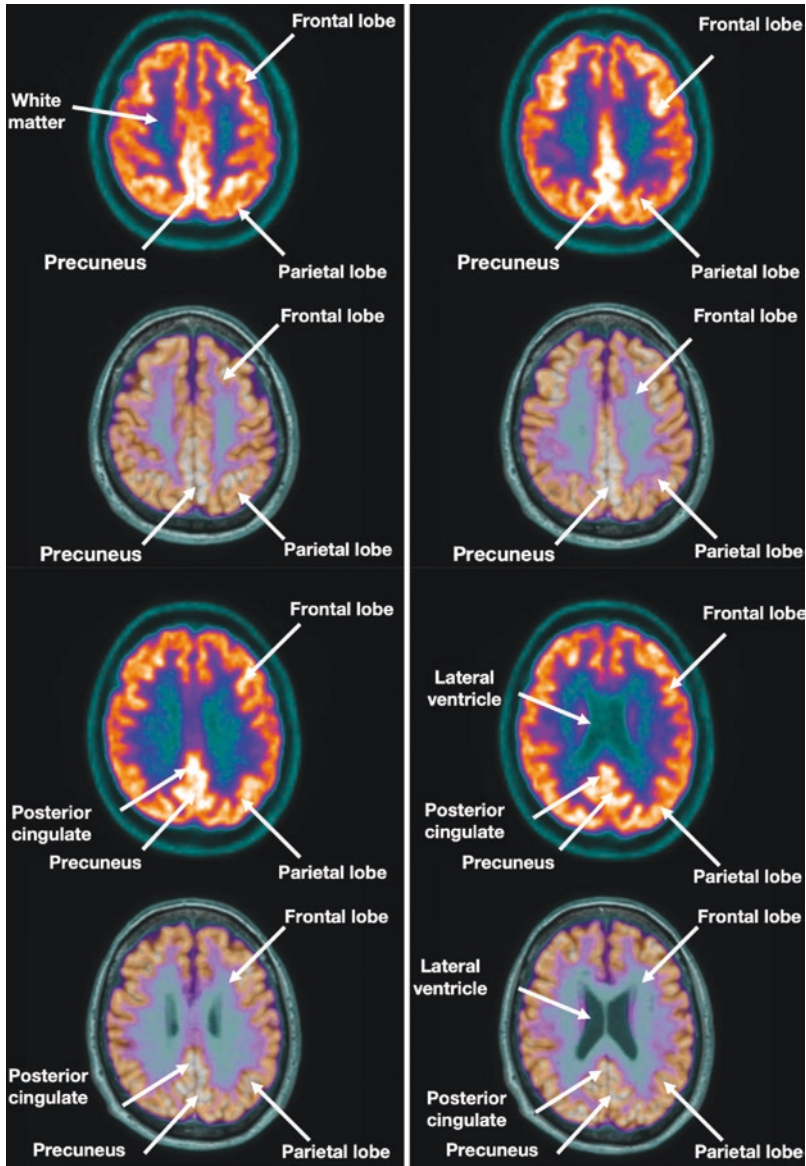 Frontal lobe
White
matter
Precuneus
Parietal lobe
Frontal lobe
Precuneus
Parietal lobe
Frontal lobe
Precuneus
Parietal lobe
Frontal lobe
Precuneus
Parietal lobe
Frontal lobe
Posterior
cingulate
Precuneus
Parietal lobe
Frontal lobe
Lateral
ventricle
Posterior
cingulate
Precuneus
Parietal lobe
Frontal lobe
Posterior
cingulate
Precuneus
Parietal lobe
Frontal lobe
Lateral
ventricle
Posterior
cingulate
Precuneus
Parietal lobe